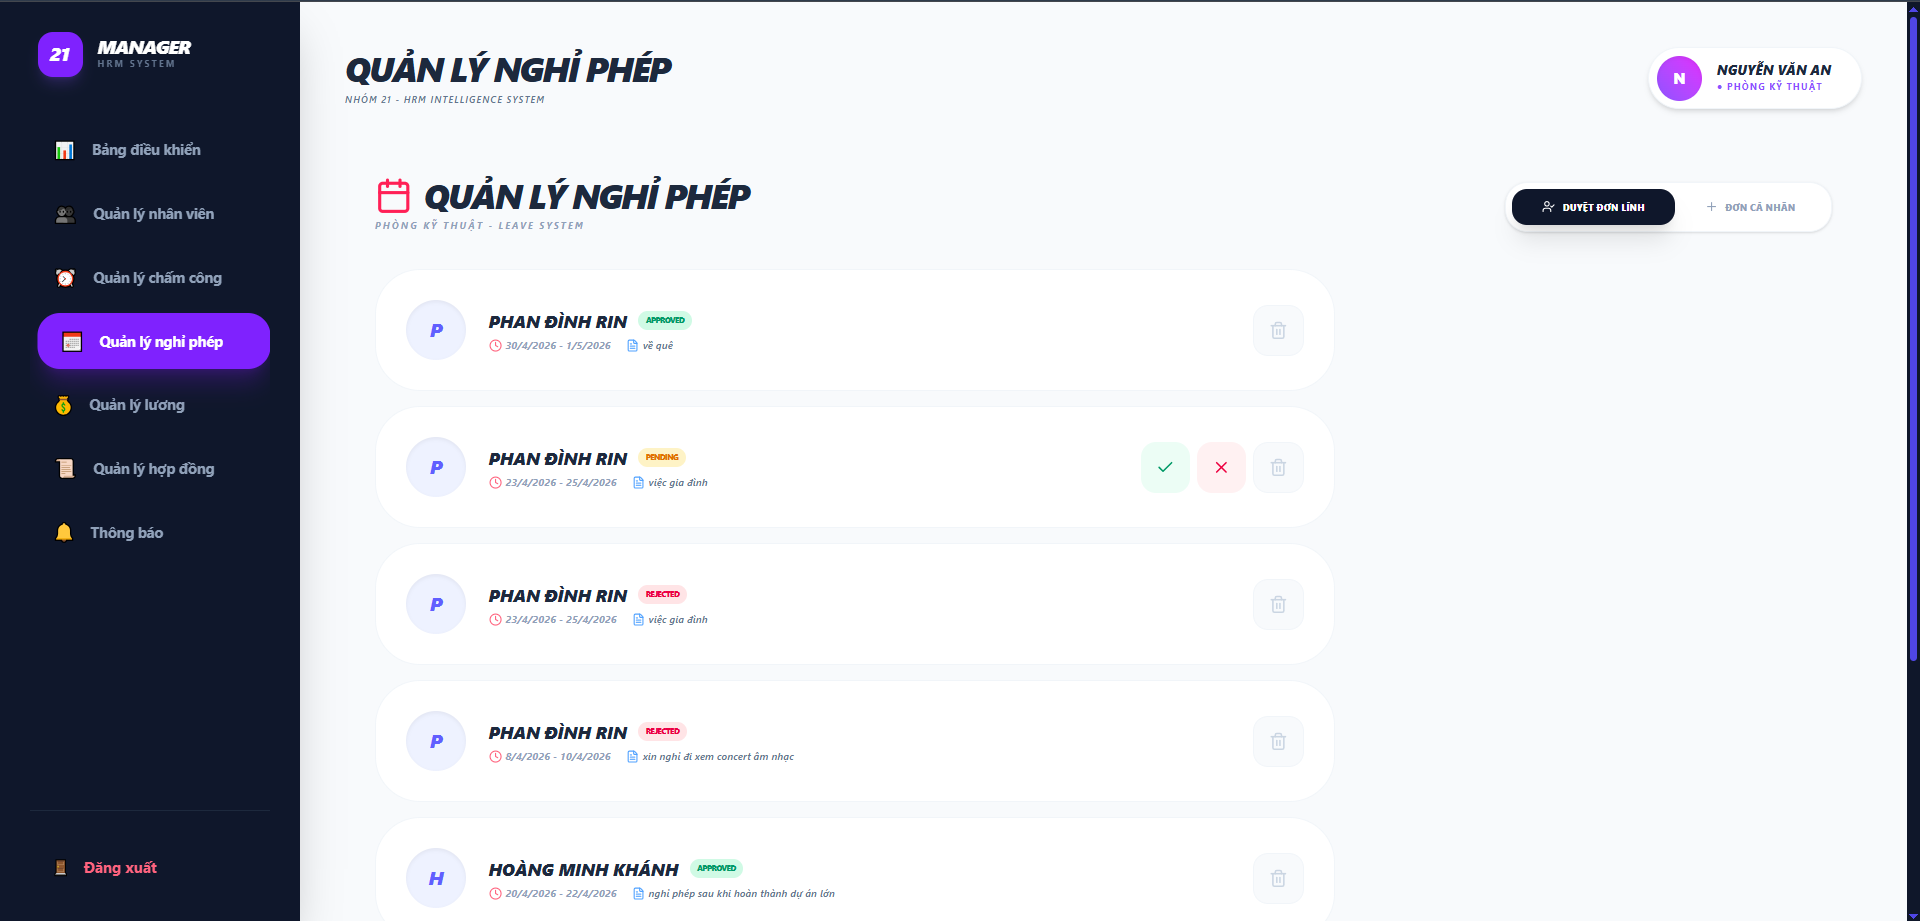 21
MANAGER
HRM SYSTEM
Bảng điều khiển
Quản lý nhân viên
Quản lý chấm công
Quản lý nghỉ phép
Quản lý lương
Quản lý hợp đồng
Thông báo
Đăng xuất
QUẢN LÝ NGHỈ PHÉP
NHÓM 21 - HRM INTELLIGENCE SYSTEM
N
NGUYỄN VĂN AN
• PHÒNG KỸ THUẬT
QUẢN LÝ NGHỈ PHÉP
PHÒNG KỸ THUẬT - LEAVE SYSTEM
DUYỆT ĐƠN LÍNH
ĐƠN CÁ NHÂN
P
PHAN ĐÌNH RIN APPROVED
30/4/2026 - 1/5/2026 về quê
P
PHAN ĐÌNH RIN PENDING
23/4/2026 - 25/4/2026 việc gia đình
P
PHAN ĐÌNH RIN REJECTED
23/4/2026 - 25/4/2026 việc gia đình
P
PHAN ĐÌNH RIN REJECTED
8/4/2026 - 10/4/2026 xin nghỉ đi xem concert âm nhạc
H
HOÀNG MINH KHÁNH APPROVED
20/4/2026 - 22/4/2026 nghỉ phép sau khi hoàn thành dự án lớn